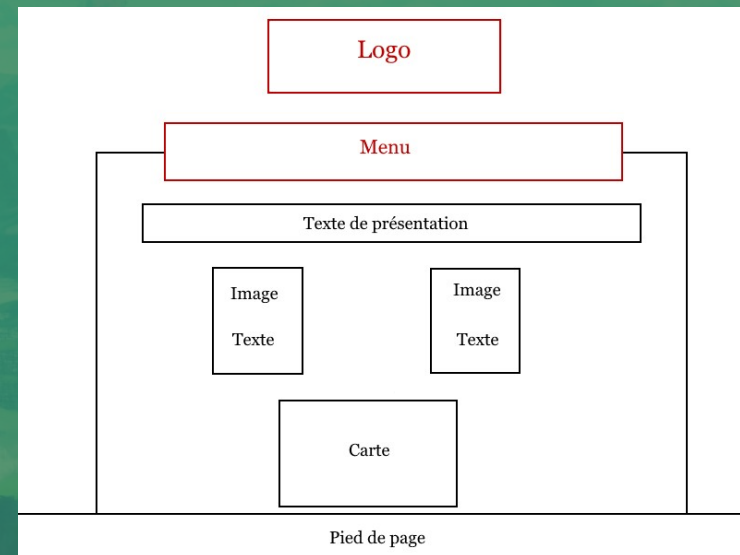 Logo
Menu
Texte de présentation
Image
Texte
Image
Texte
Carte
Pied de page